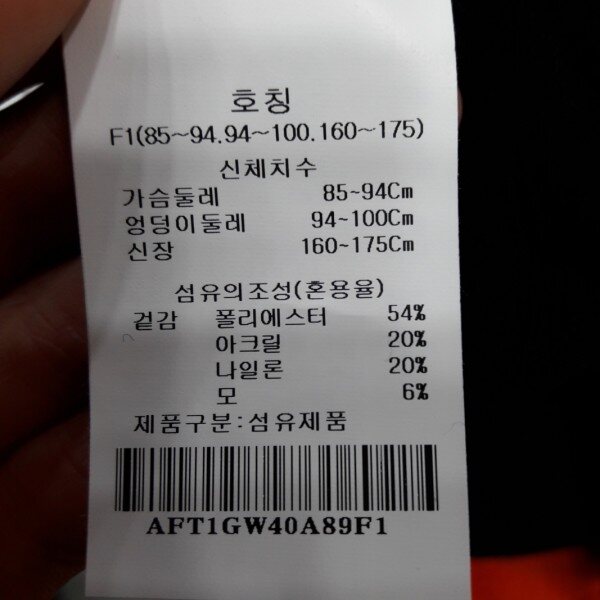 호칭
F1(85~94.94~100.160~175)
신체치수
가슴둘레 85~94Cm
엉덩이둘레 94~100Cm
신장 160~175Cm
섬유의조성(혼용율)
겉감 폴리에스터 54%
아크릴 20%
나일론 20%
모 6%
제품구분:섬유제품
AFT1GW40A89F1